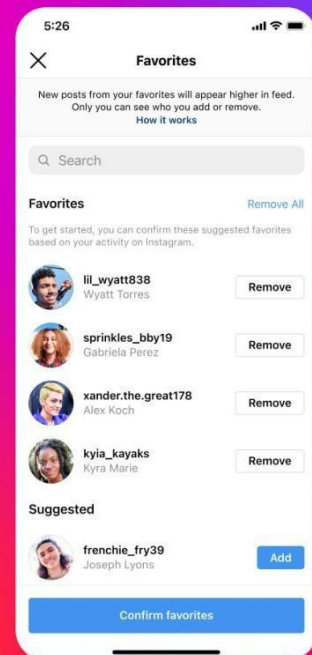 5:26
Favorites
New posts from your favorites will appear higher in feed.
Only you can see who you add or remove.
How it works
Search
Favorites Remove All
To get started, you can confirm these suggested favorites
based on your activity on Instagram.
lil_wyatt838
Wyatt Torres
Remove
sprinkles_bby19
Gabriela Perez
Remove
xander.the.great178
Alex Koch
Remove
kyia_kayaks
Kyra Marie
Remove
Suggested
frenchie_fry39
Joseph Lyons
Add
Confirm favorites